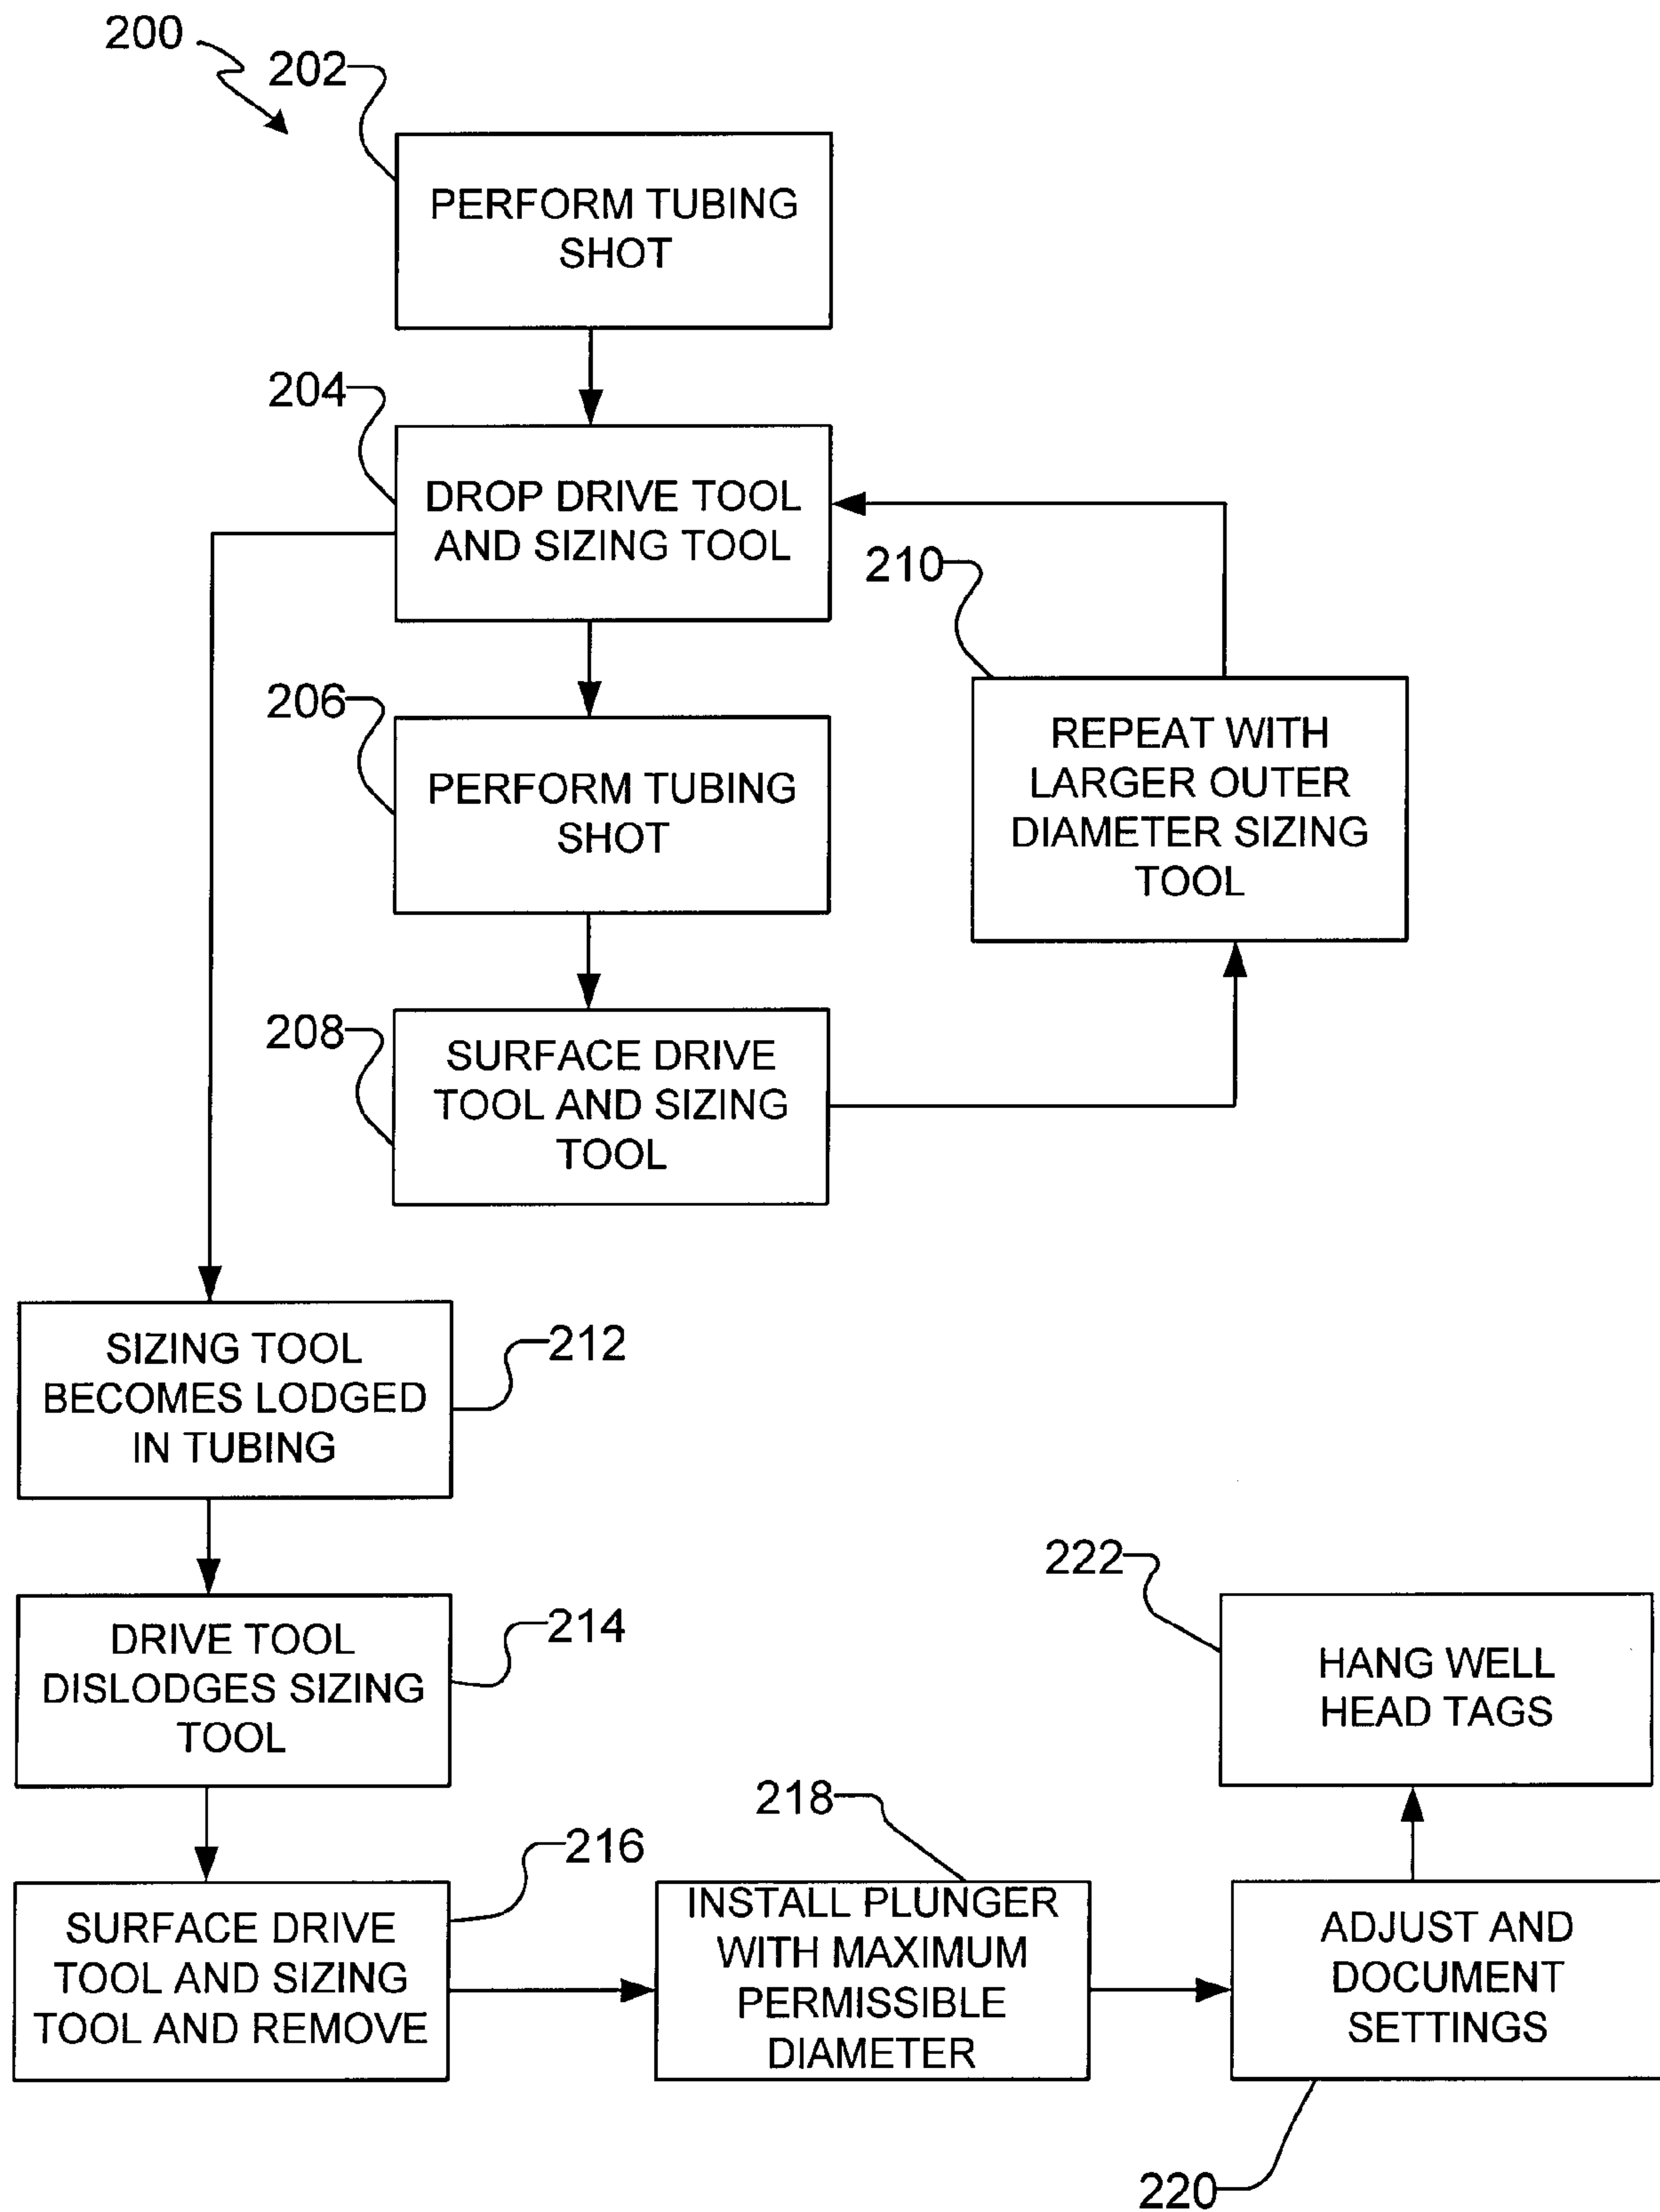 200
202
PERFORM TUBING
SHOT
204
DROP DRIVE TOOL
AND SIZING TOOL
210
REPEAT WITH
LARGER OUTER
DIAMETER SIZING
TOOL
206
PERFORM TUBING
SHOT
208
SURFACE DRIVE
TOOL AND SIZING
TOOL
212
SIZING TOOL
BECOMES LODGED
IN TUBING
214
DRIVE TOOL
DISLODGES SIZING
TOOL
216
SURFACE DRIVE
TOOL AND SIZING
TOOL AND REMOVE
218
INSTALL PLUNGER
WITH MAXIMUM
PERMISSIBLE
DIAMETER
220
ADJUST AND
DOCUMENT
SETTINGS
222
HANG WELL
HEAD TAGS